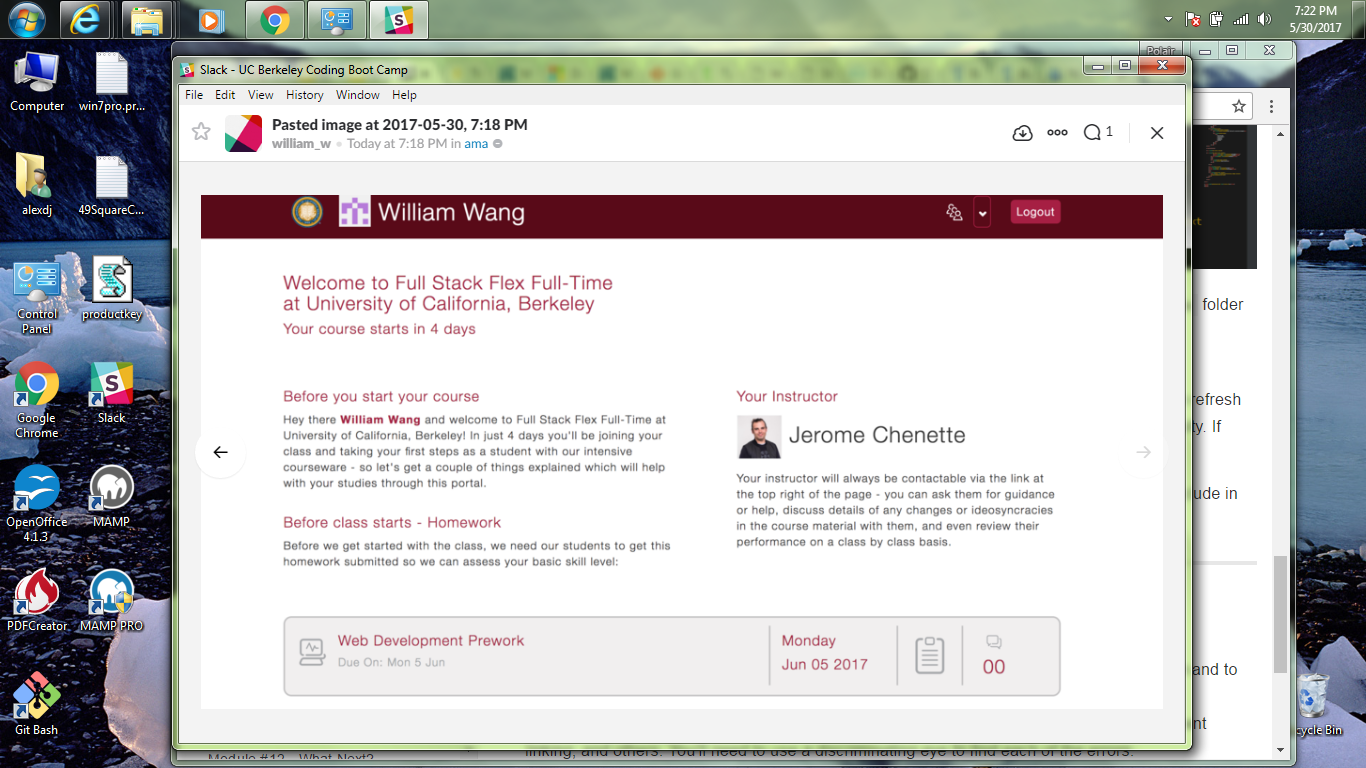 7:22 PM
5/30/2017
Computer
win7pro.pr...
alexdj
49SquareC...
Control
Panel
productkey
Google
Chrome
Slack
OpenOffice
4.1.3
MAMP
PDFCreator
MAMP PRO
Git Bash
Slack - UC Berkeley Coding Boot Camp
File Edit View History Window Help
Pasted image at 2017-05-30, 7:18 PM
william_w Today at 7:18 PM in ama
1
William Wang
Logout
Welcome to Full Stack Flex Full-Time
at University of California, Berkeley
Your course starts in 4 days
Before you start your course
Hey there William Wang and welcome to Full Stack Flex Full-Time at
University of California, Berkeley! In just 4 days you'll be joining your
class and taking your first steps as a student with our intensive
courseware - so let's get a couple of things explained which will help
with your studies through this portal.
Before class starts - Homework
Before we get started with the class, we need our students to get this
homework submitted so we can assess your basic skill level:
Your Instructor
Jerome Chenette
Your instructor will always be contactable via the link at
the top right of the page - you can ask them for guidance
or help, discuss details of any changes or ideosyncracies
in the course material with them, and even review their
performance on a class by class basis.
Web Development Prework
Due On: Mon 5 Jun
Monday
Jun 05 2017
00
folder
refresh
ty. If
ude in
and to
nt
linking, and others. You'll need to use a discriminating eye to find each of the errors.
Module #12 - What Next?
cycle Bin